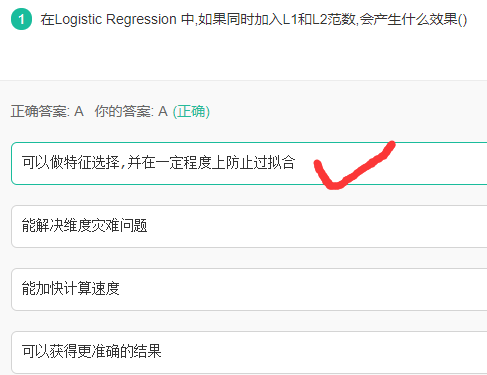 1 在Logistic Regression 中,如果同时加入L1和L2范数,会产生什么效果()
正确答案: A 你的答案: A (正确)
可以做特征选择,并在一定程度上防止过拟合
能解决维度灾难问题
能加快计算速度
可以获得更准确的结果